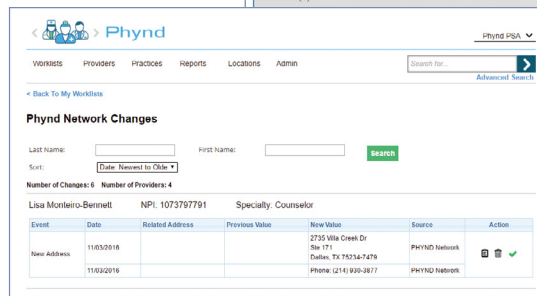 Phynd
Phynd PSA
Worklists Providers Practices Reports Locations Admin
Search for...
Advanced Search
< Back To My Worklists
Phynd Network Changes
Last Name: First Name: Search
Sort: Date: Newest to Olde
Number of Changes: 6 Number of Providers: 4
Lisa Monteiro-Bennett NPI: 1073797791 Specialty: Counselor
Event Date Related Address Previous Value New Value Source Action
New Address 11/03/2016 2735 Villa Creek Dr
Ste 171
Dallas, TX 75234-7479 PHYND Network
11/03/2016 Phone: (214) 930-3877 PHYND Network